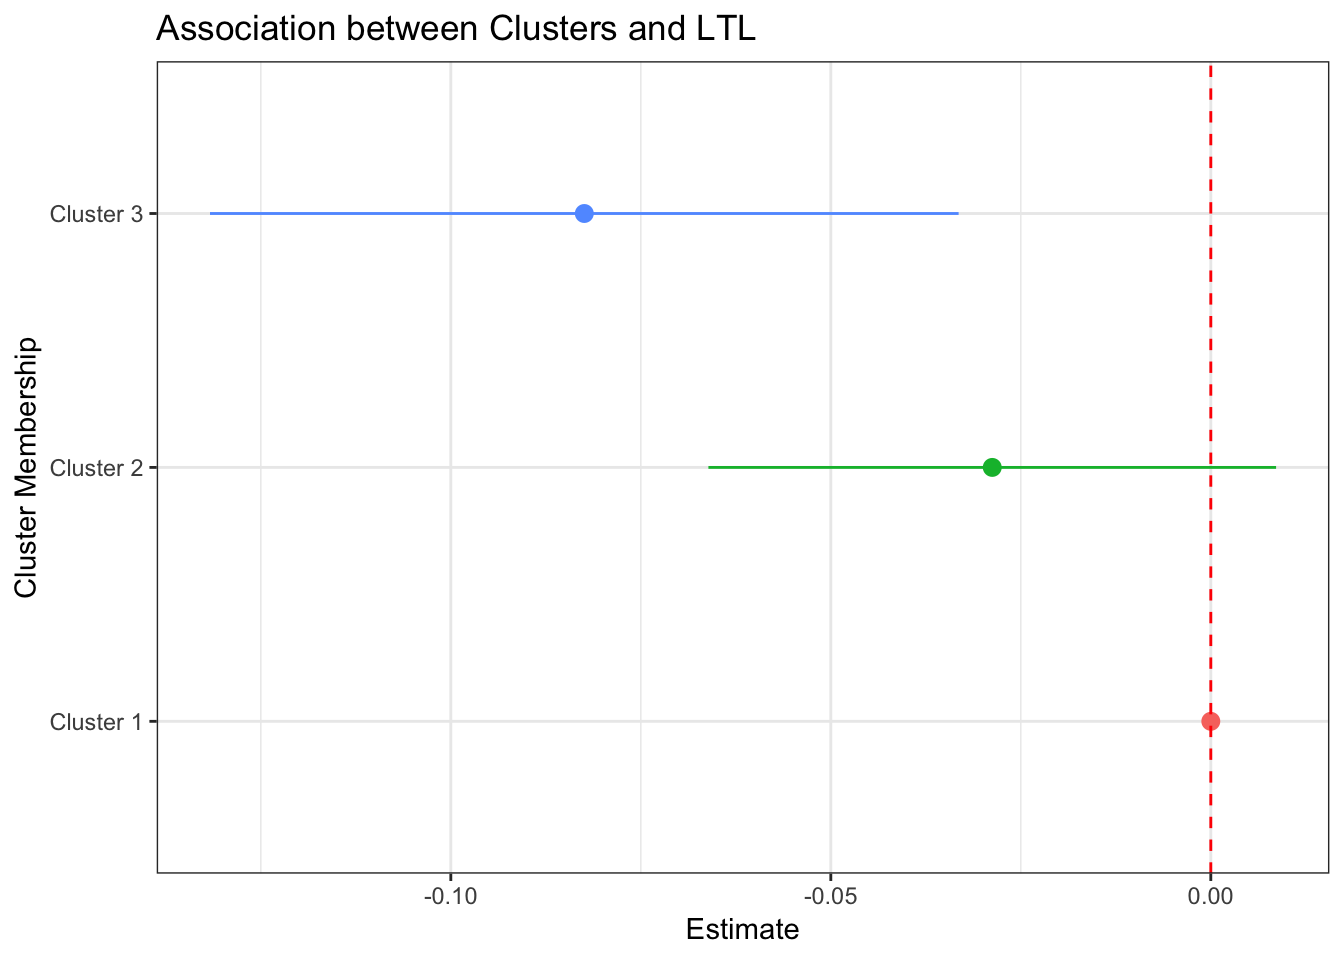 Association between Clusters and LTL
Cluster Membership
Cluster 3
Cluster 2
Cluster 1
-0.10
-0.05
0.00
Estimate